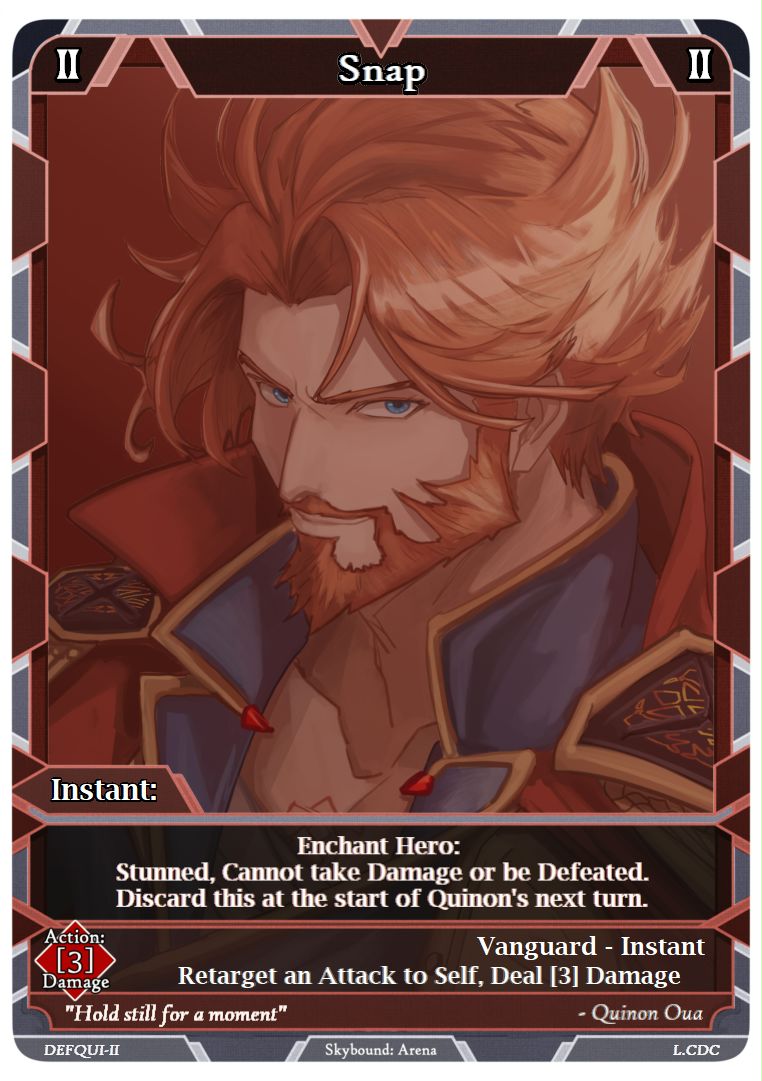 II Snap II
Instant:
Enchant Hero:
Stunned, Cannot take Damage or be Defeated.
Discard this at the start of Quinon's next turn.
Action:
[3]
Damage
Vanguard - Instant
Retarget an Attack to Self, Deal [3] Damage
"Hold still for a moment" - Quinon Oua
DEFQUI-II Skybound: Arena L.CDC